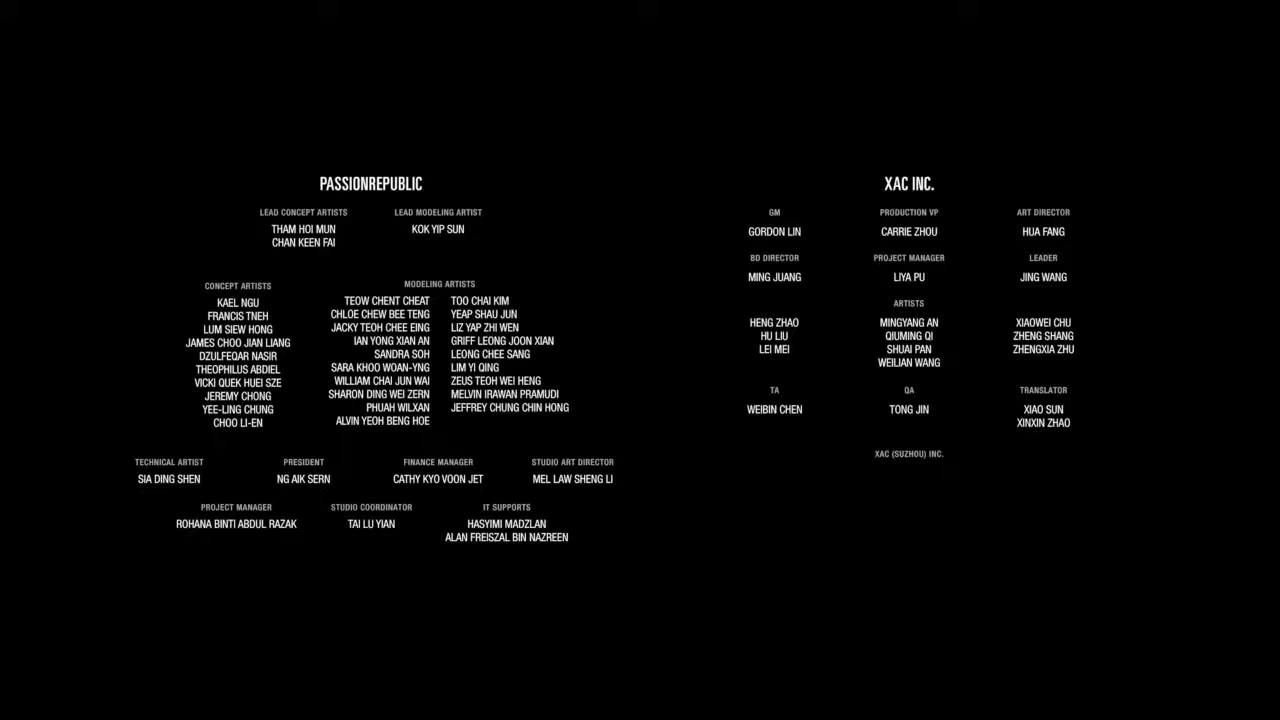 PASSIONREPUBLIC
LEAD CONCEPT ARTISTS
THAM HOI MUN
CHAN KEEN FAI
LEAD MODELING ARTIST
KOK YIP SUN
CONCEPT ARTISTS
KAEL NGU
FRANCIS TNEH
LUM SIEW HONG
JAMES CHOO JIAN LIANG
DZULFEQAR NASIR
THEOPHILUS ABDIEL
VICKI QUEK HUEI SZE
JEREMY CHONG
YEE-LING CHUNG
CHOO LI-EN
MODELING ARTISTS
TEOW CHENT CHEAT
CHLOE CHEW BEE TENG
JACKY TEOH CHEE EING
IAN YONG XIAN AN
SANDRA SOH
SARA KHOO WOAN-YNG
WILLIAM CHAI JUN WAI
SHARON DING WEI ZERN
PHUAH WILXAN
ALVIN YEOH BENG HOE
TOO CHAI KIM
YEAP SHAU JUN
LIZ YAP ZHI WEN
GRIFF LEONG JOON XIAN
LEONG CHEE SANG
LIM YI QING
ZEUS TEOH WEI HENG
MELVIN IRAWAN PRAMUDI
JEFFREY CHUNG CHIN HONG
TECHNICAL ARTIST
SIA DING SHEN
PRESIDENT
NG AIK SERN
FINANCE MANAGER
CATHY KYO VOON JET
STUDIO ART DIRECTOR
MEL LAW SHENG LI
PROJECT MANAGER
ROHANA BINTI ABDUL RAZAK
STUDIO COORDINATOR
TAI LU YIAN
IT SUPPORTS
HASYIMI MADZLAN
ALAN FREISZAL BIN NAZREEN
XAC INC.
GM
GORDON LIN
PRODUCTION VP
CARRIE ZHOU
ART DIRECTOR
HUA FANG
BD DIRECTOR
MING JUANG
PROJECT MANAGER
LIYA PU
LEADER
JING WANG
ARTISTS
HENG ZHAO
HU LIU
LEI MEI
MINGYANG AN
QIUMING QI
SHUAI PAN
WEILIAN WANG
XIAOWEI CHU
ZHENG SHANG
ZHENGXIA ZHU
TA
WEIBIN CHEN
QA
TONG JIN
TRANSLATOR
XIAO SUN
XINXIN ZHAO
XAC (SUZHOU) INC.